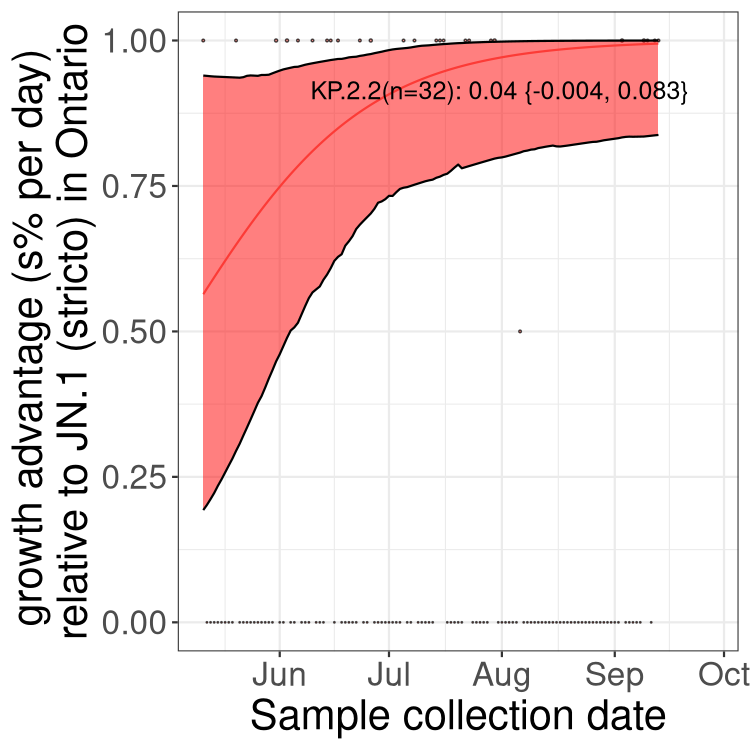 growth advantage (s% per day)
relative to JN.1 (stricto) in Ontario
1.00
0.75
0.50
0.25
0.00
KP.2.2(n=32): 0.04 {-0.004, 0.083}
Jun Jul Aug Sep Oct
Sample collection date